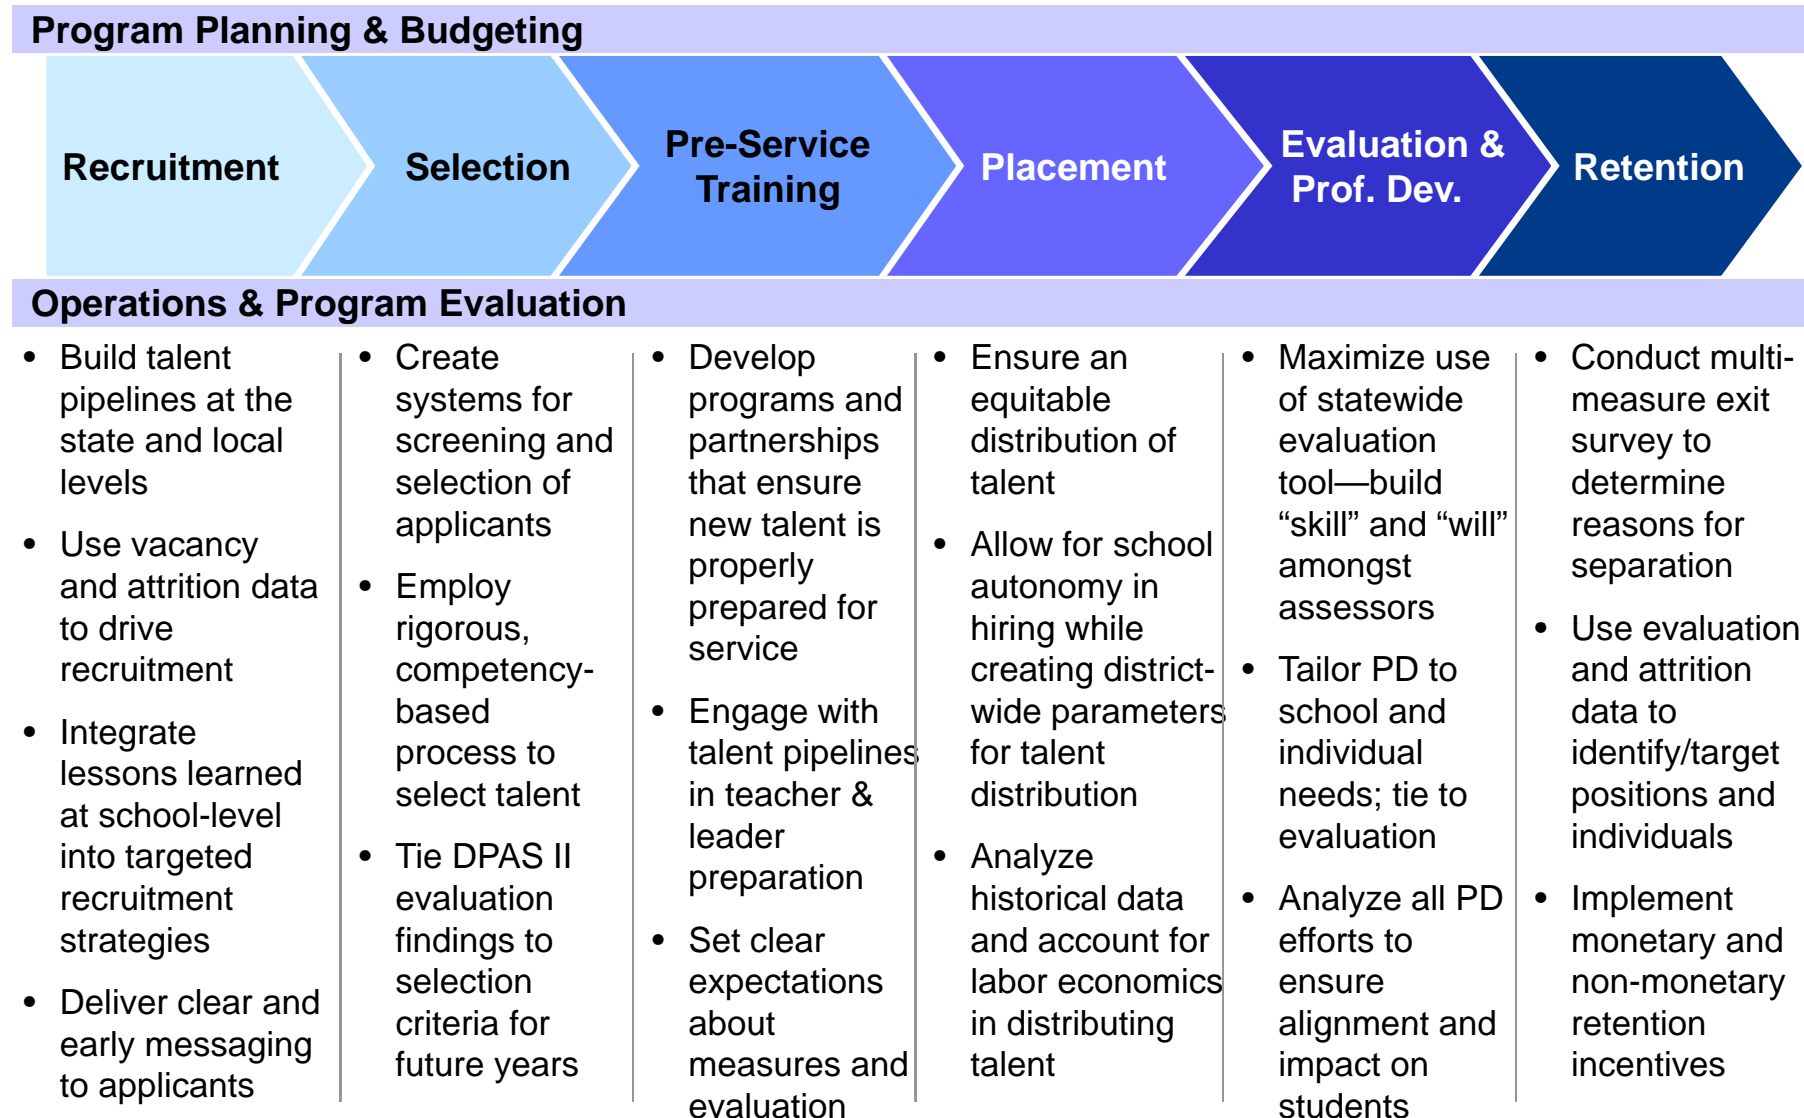 Program Planning & Budgeting
Recruitment
Selection
Pre-Service
Training
Placement
Evaluation &
Prof. Dev.
Retention
Operations & Program Evaluation
• Build talent
pipelines at the
state and local
levels
• Use vacancy
and attrition data
to drive
recruitment
• Integrate
lessons learned
at school-level
into targeted
recruitment
strategies
• Deliver clear and
early messaging
to applicants
• Create
systems for
screening and
selection of
applicants
• Employ
rigorous,
competency-
based
process to
select talent
• Tie DPAS II
evaluation
findings to
selection
criteria for
future years
• Develop
programs and
partnerships
that ensure
new talent is
properly
prepared for
service
• Engage with
talent pipelines
in teacher &
leader
preparation
• Set clear
expectations
about
measures and
evaluation
• Ensure an
equitable
distribution of
talent
• Allow for school
autonomy in
hiring while
creating district-
wide parameters
for talent
distribution
• Analyze
historical data
and account for
labor economics
in distributing
talent
• Maximize use
of statewide
evaluation
tool—build
“skill” and “will”
amongst
assessors
• Tailor PD to
school and
individual
needs; tie to
evaluation
• Analyze all PD
efforts to
ensure
alignment and
impact on
students
• Conduct multi-
measure exit
survey to
determine
reasons for
separation
• Use evaluation
and attrition
data to
identify/target
positions and
individuals
• Implement
monetary and
non-monetary
retention
incentives